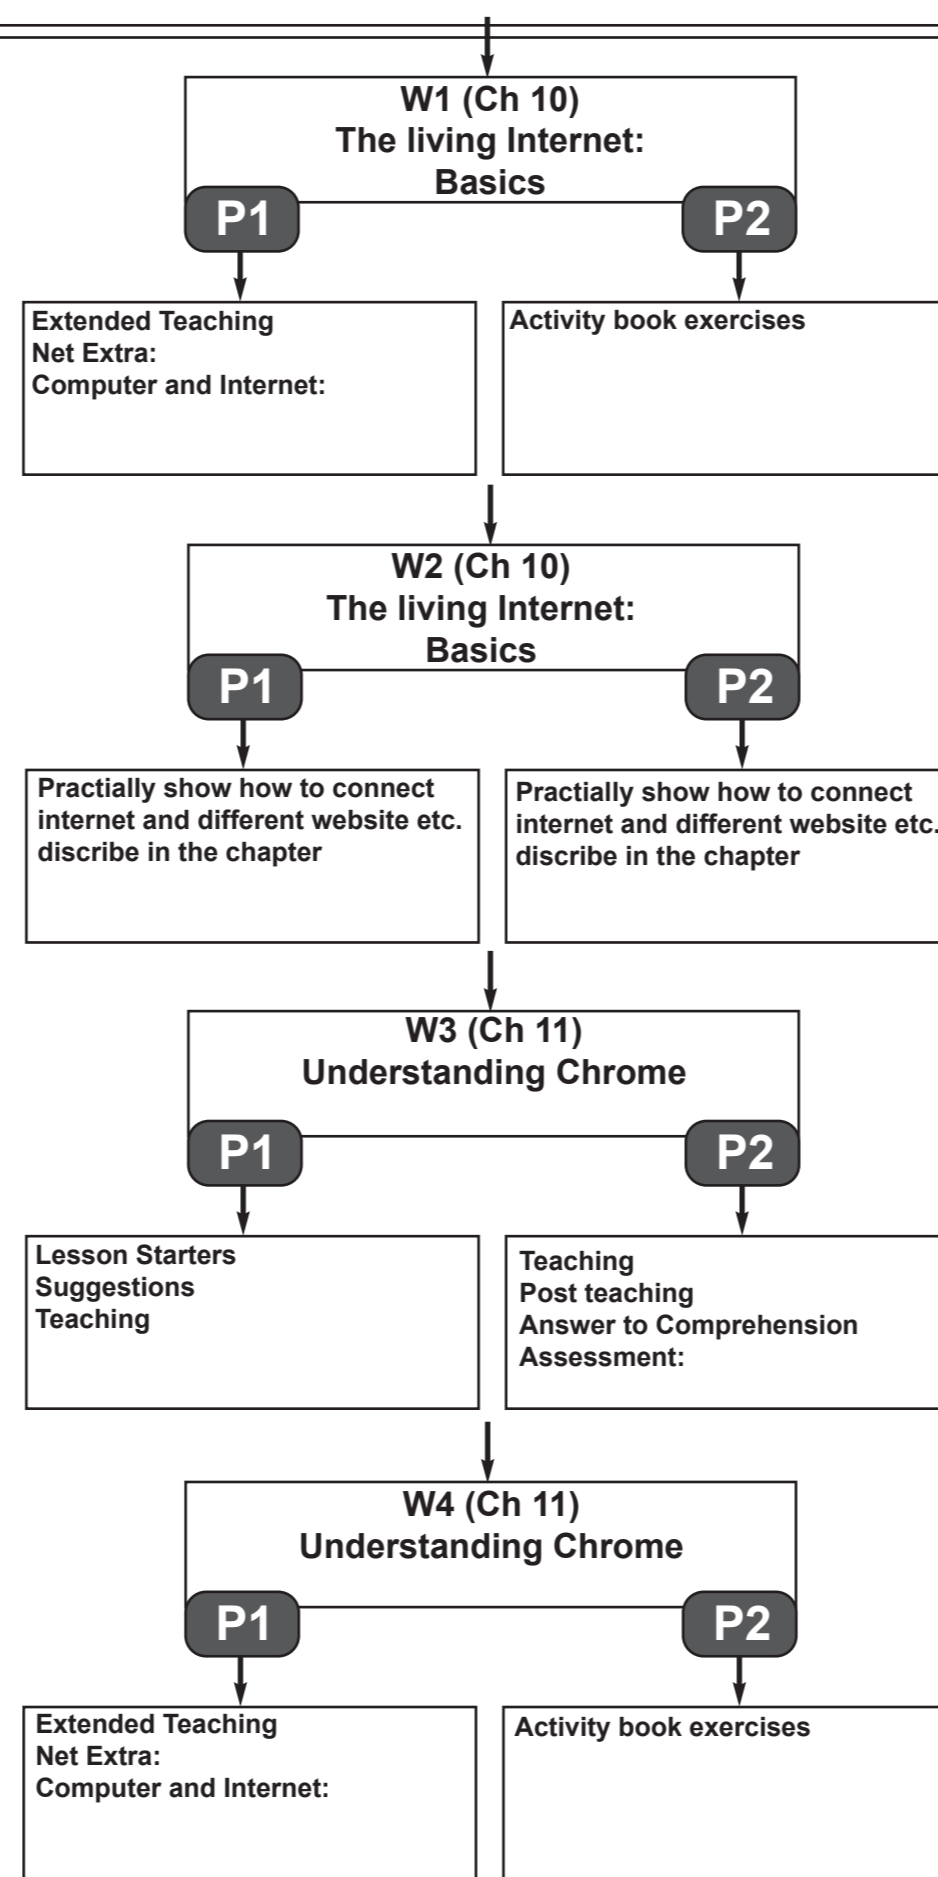 W1 (Ch 10)
The living Internet:
Basics
P1
P2
Extended Teaching
Net Extra:
Computer and Internet:
Activity book exercises
W2 (Ch 10)
The living Internet:
Basics
P1
P2
Practially show how to connect
internet and different website etc.
discribe in the chapter
Practially show how to connect
internet and different website etc.
discribe in the chapter
W3 (Ch 11)
Understanding Chrome
P1
P2
Lesson Starters
Suggestions
Teaching
Teaching
Post teaching
Answer to Comprehension
Assessment:
W4 (Ch 11)
Understanding Chrome
P1
P2
Extended Teaching
Net Extra:
Computer and Internet:
Activity book exercises